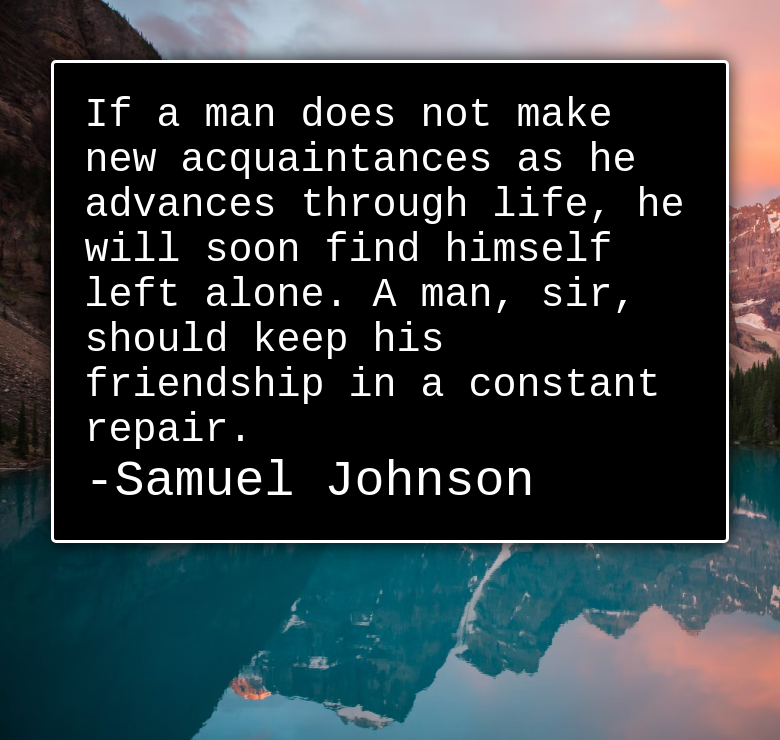 If a man does not make
new acquaintances as he
advances through life, he
will soon find himself
left alone. A man, sir,
should keep his
friendship in a constant
repair.
-Samuel Johnson